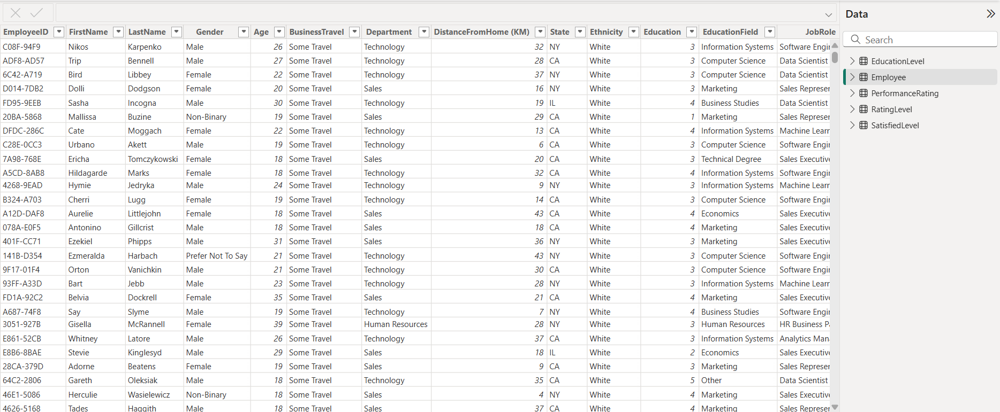 Data
Search
EducationLevel
Employee
PerformanceRating
RatingLevel
SatisfiedLevel
EmployeeID FirstName LastName Gender Age BusinessTravel Department DistanceFromHome (KM) State Ethnicity Education EducationField JobRole
C08F-94F9 Nikos Karpenko Male 26 Some Travel Technology 32 NY White 3 Information Systems Software Engin
ADF8-AD57 Trip Bennell Male 27 Some Travel Technology 28 CA White 3 Computer Science Data Scientist
6C42-A719 Bird Libbey Female 22 Some Travel Technology 37 NY White 3 Computer Science Data Scientist
D014-7DB2 Dolli Dodgson Female 20 Some Travel Sales 16 NY White 3 Marketing Sales Represer
FD95-9EEB Sasha Incogna Male 30 Some Travel Technology 19 IL White 4 Business Studies Data Scientist
20BA-5868 Mallissa Buzine Non-Binary 19 Some Travel Sales 29 CA White 1 Marketing Sales Represer
DFDC-286C Cate Moggach Female 22 Some Travel Technology 13 CA White 4 Information Systems Machine Learn
C28E-0CC3 Urbano Akett Male 19 Some Travel Technology 6 CA White 3 Computer Science Software Engin
7A98-768E Ericha Tomczykowski Female 18 Some Travel Sales 20 CA White 3 Technical Degree Sales Executive
A5CD-8AB8 Hildagarde Marks Female 18 Some Travel Technology 32 CA White 4 Information Systems Software Engin
4268-9EAD Hymie Jedryka Male 24 Some Travel Technology 9 NY White 3 Information Systems Machine Learn
B324-A703 Cherri Lugg Female 19 Some Travel Technology 14 CA White 3 Computer Science Software Engin
A12D-DAF8 Aurelie Littlejohn Female 18 Some Travel Sales 43 CA White 4 Economics Sales Executive
078A-E0F5 Antonino Gillcrist Male 18 Some Travel Sales 18 CA White 4 Marketing Sales Executive
401F-CC71 Ezekiel Phipps Male 31 Some Travel Sales 36 NY White 3 Marketing Sales Executive
141B-D354 Ezmeralda Harbach Prefer Not To Say 21 Some Travel Technology 43 NY White 3 Computer Science Software Engin
9F17-01F4 Orton Vanichkin Male 21 Some Travel Technology 30 CA White 3 Computer Science Software Engin
93FF-A33D Bart Jebb Male 23 Some Travel Technology 28 NY White 3 Information Systems Machine Learn
FD1A-92C2 Belvia Dockrell Female 35 Some Travel Sales 21 CA White 4 Marketing Sales Executive
A687-74F8 Say Slyme Male 19 Some Travel Technology 7 NY White 4 Business Studies Software Engin
3051-927B Gisella McRannell Female 39 Some Travel Human Resources 28 NY White 3 Human Resources HR Business Pa
E861-52CB Whitney Latore Male 26 Some Travel Technology 37 CA White 3 Information Systems Analytics Man
E8B6-8BAE Stevie Kinglesyd Male 29 Some Travel Sales 18 IL White 2 Economics Sales Executive
28CA-379D Adorne Beatens Female 19 Some Travel Sales 9 CA White 3 Marketing Sales Represer
64C2-2806 Gareth Oleksiak Male 18 Some Travel Technology 35 CA White 5 Other Data Scientist
46E1-5086 Herculie Wasielewicz Non-Binary 18 Some Travel Sales 4 NY White 4 Marketing Sales Executive
4626-5168 Tades Haggith Male 18 Some Travel Sales 37 CA White 4 Marketing Sales Represer